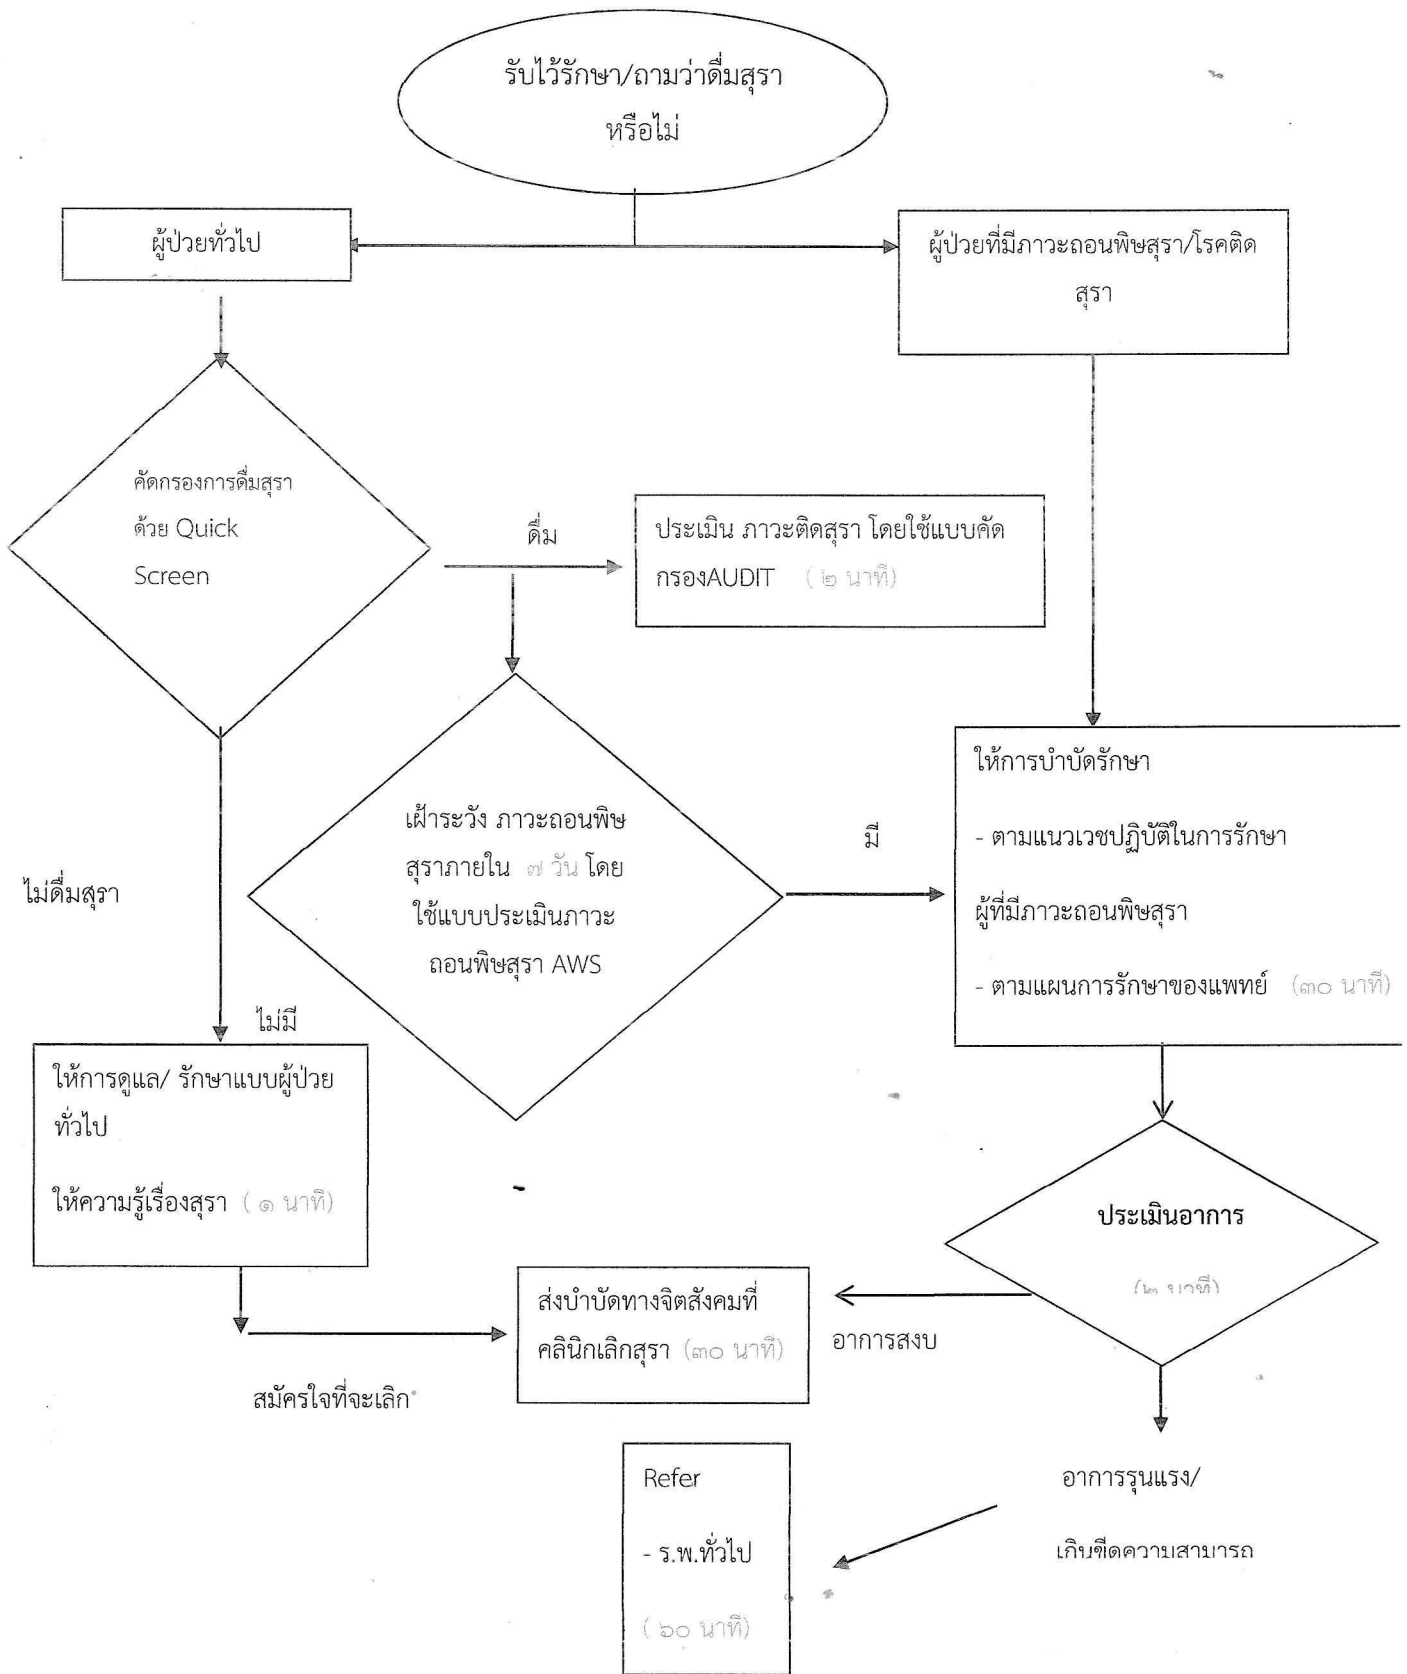 รับไว้รักษา/ถามว่าดื่มสุรา
หรือไม่
ผู้ป่วยทั่วไป
ผู้ป่วยที่มีภาวะถอนพิษสุรา/โรคติด
สุรา
คัดกรองการดื่มสุรา
ด้วย Quick
Screen
ดื่ม
ประเมิน ภาวะติดสุรา โดยใช้แบบคัด
กรองAUDIT ( ๒ นาที)
เฝ้าระวัง ภาวะถอนพิษ
สุราภายใน ๗ วัน โดย
ใช้แบบประเมินภาวะ
ถอนพิษสุรา AWS
มี
ให้การบำบัดรักษา
- ตามแนวเวชปฏิบัติในการรักษา
ผู้ที่มีภาวะถอนพิษสุรา
- ตามแผนการรักษาของแพทย์ (๓๐ นาที)
ไม่ดื่มสุรา
ไม่มี
ให้การดูแล/ รักษาแบบผู้ป่วย
ทั่วไป
ให้ความรู้เรื่องสุรา ( ๑ นาที)
ประเมินอาการ
(๒ นาที)
ส่งบำบัดทางจิตสังคมที่
คลินิกเลิกสุรา (๓๐ นาที)
อาการสงบ
สมัครใจที่จะเลิก
Refer
- ร.พ.ทั่วไป
( ๖๐ นาที)
อาการรุนแรง/
เกินขีดความสามารถ